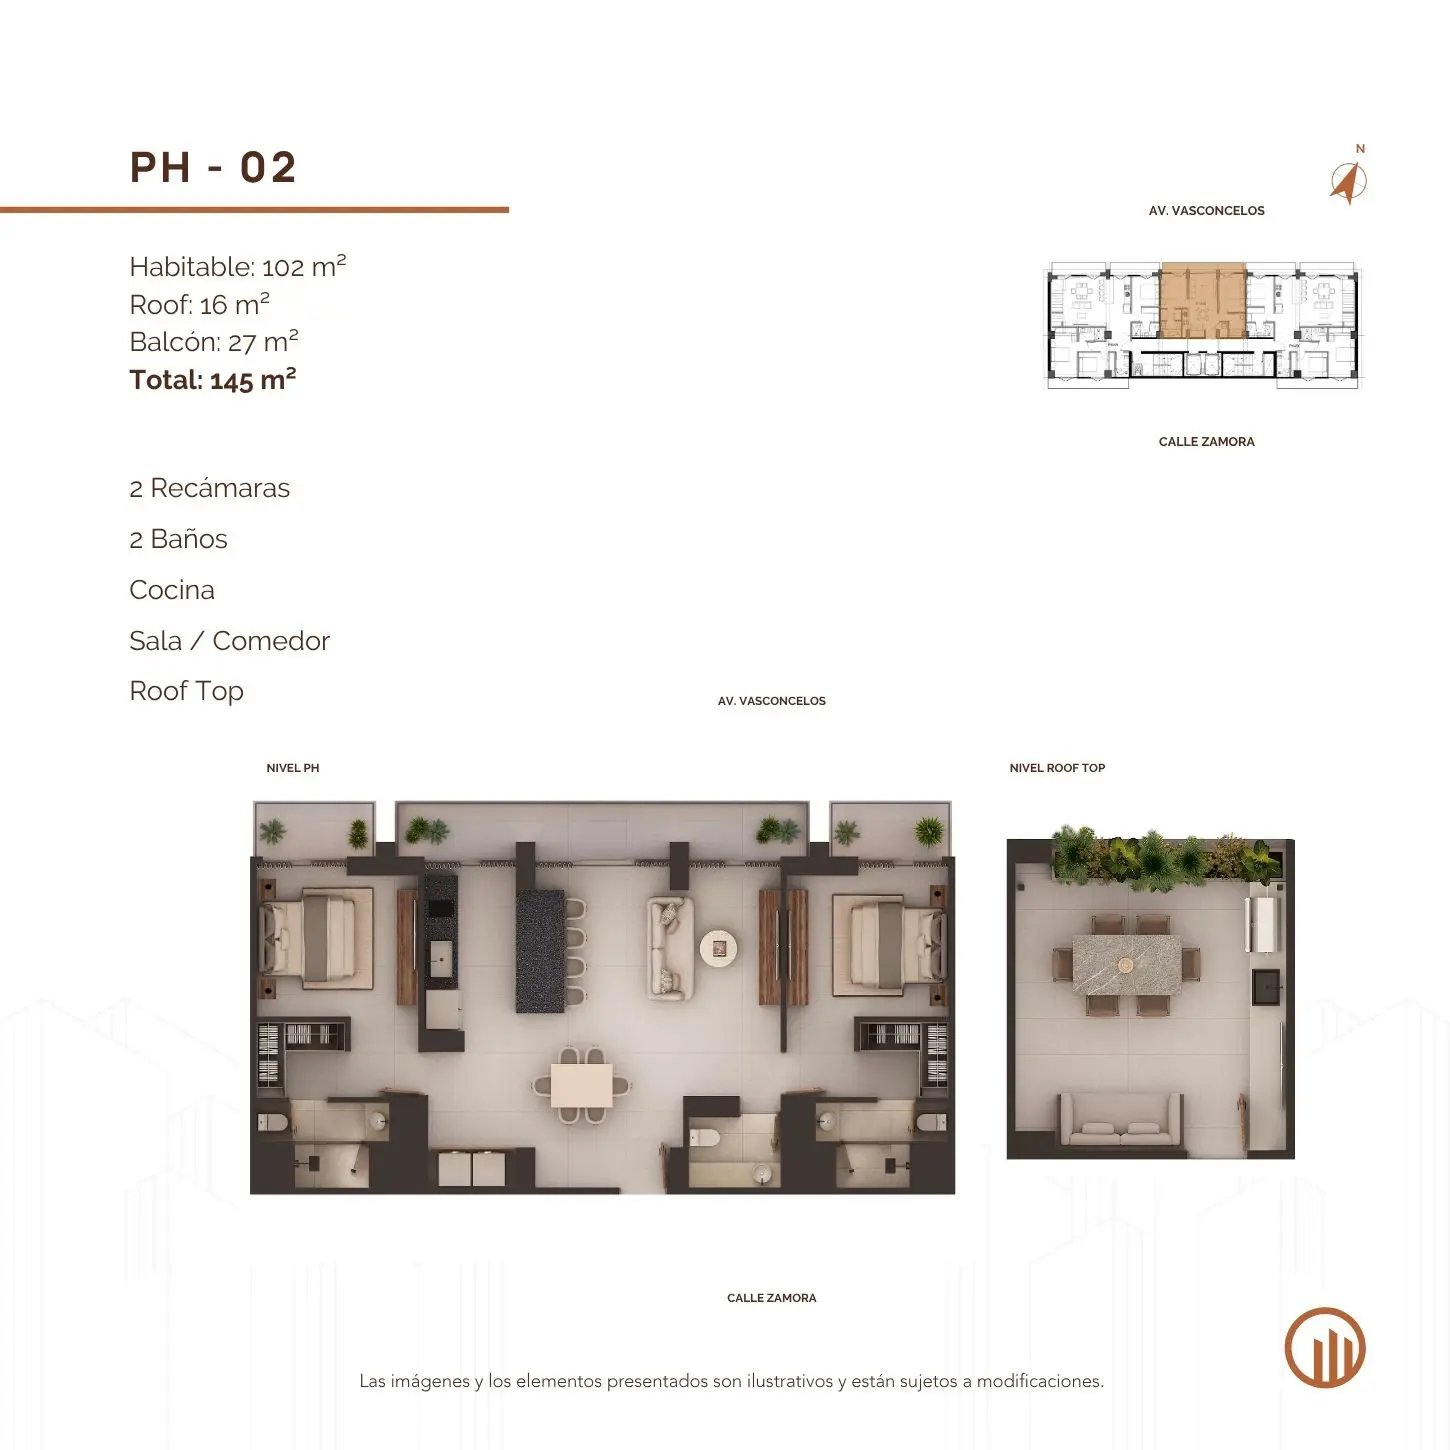 PH - 02
N
AV. VASCONCELOS
Habitable: 102 m²
Roof: 16 m²
Balcón: 27 m²
Total: 145 m²
CALLE ZAMORA
2 Recámaras
2 Baños
Cocina
Sala / Comedor
Roof Top
AV. VASCONCELOS
NIVEL PH
NIVEL ROOF TOP
CALLE ZAMORA
Las imágenes y los elementos presentados son ilustrativos y están sujetos a modificaciones.